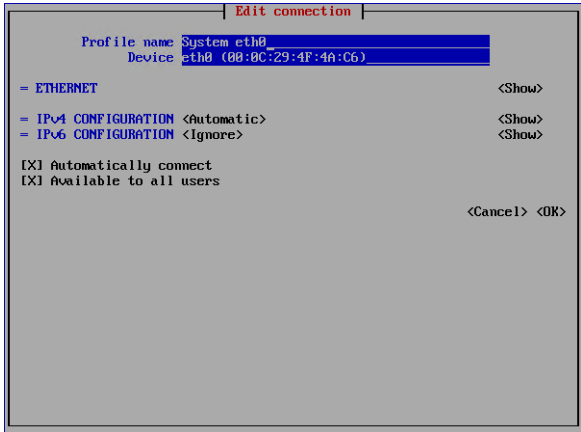 Edit connection
Profile name System eth0
Device eth0 (00:0C:29:4F:4A:C6)
= ETHERNET <Show>
= IPv4 CONFIGURATION <Automatic> <Show>
= IPv6 CONFIGURATION <Ignore> <Show>
[X] Automatically connect
[X] Available to all users
<Cancel> <OK>